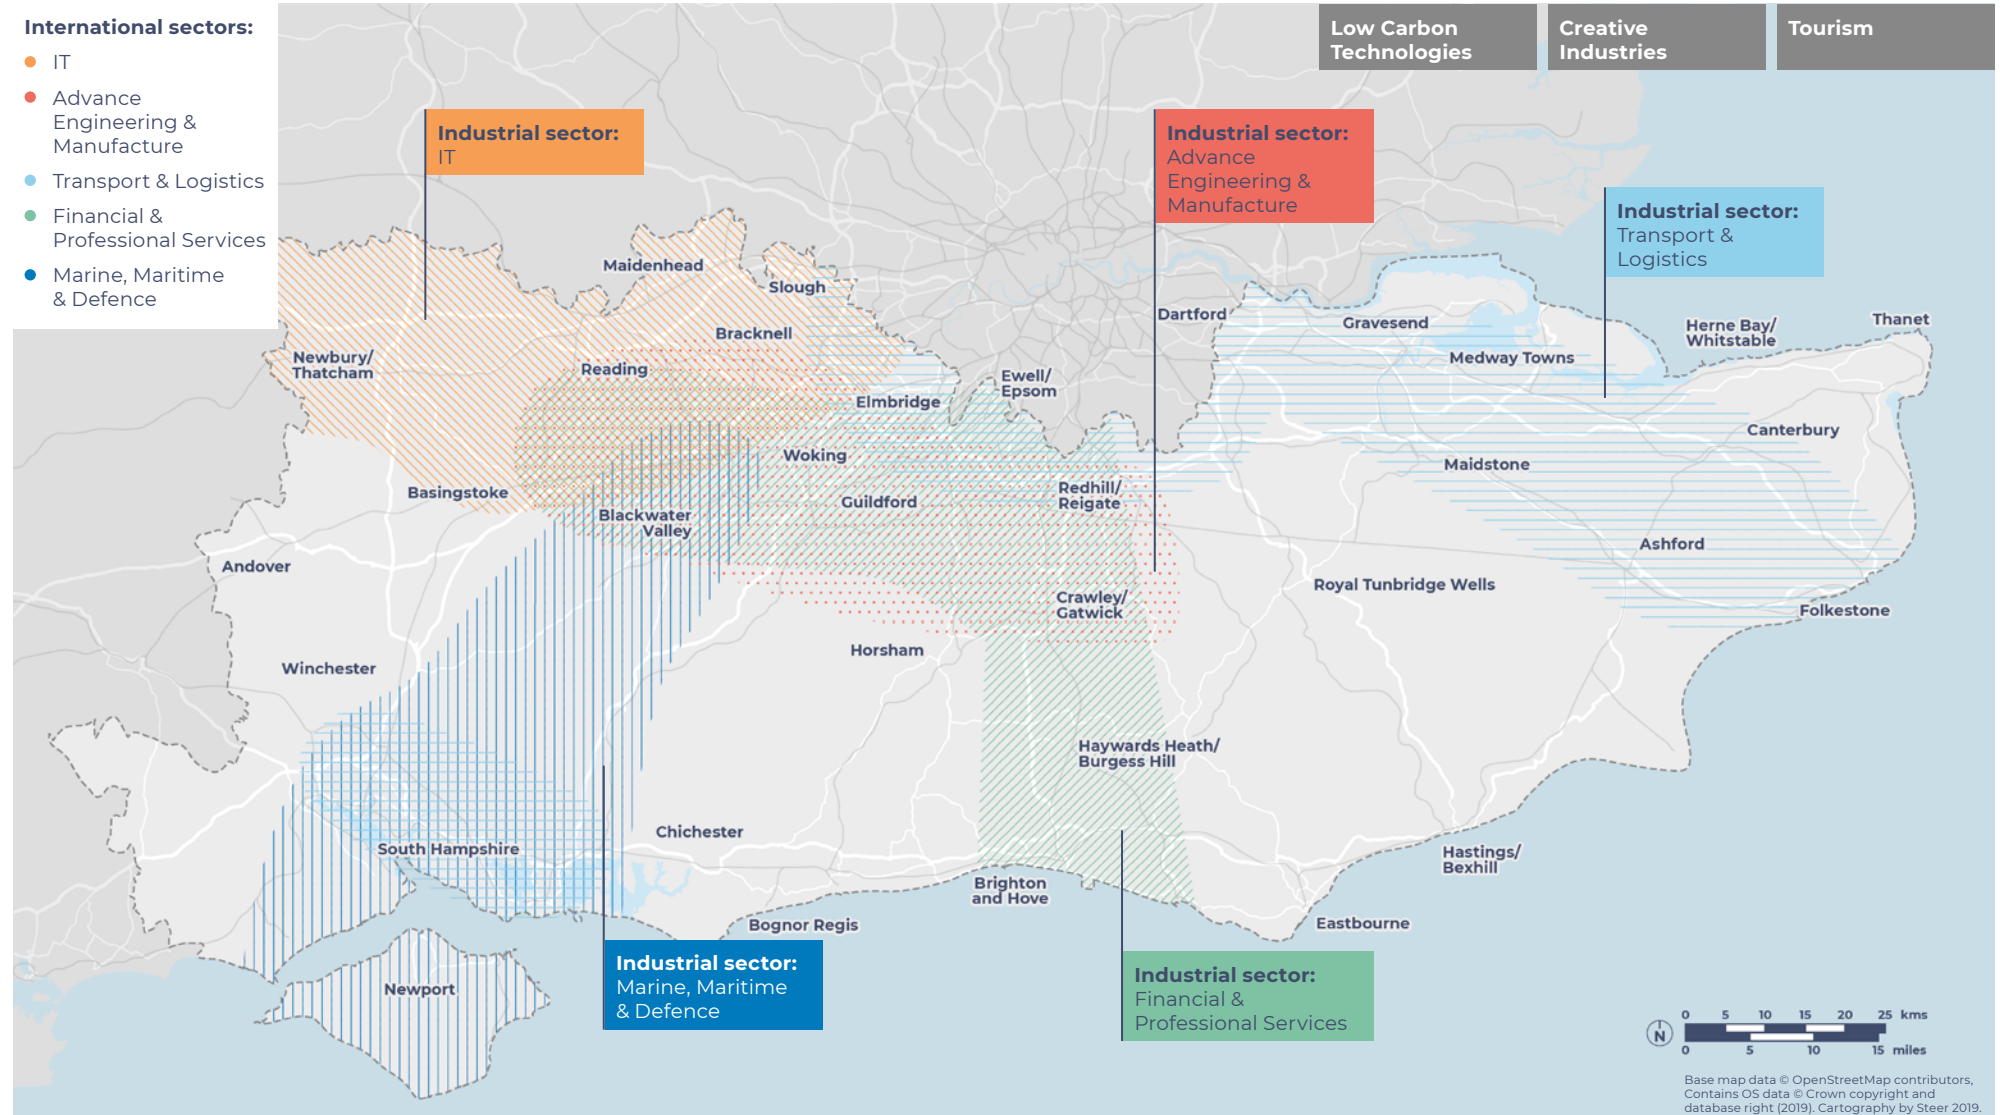 International sectors:
IT
Advance
Engineering &
Manufacture
Transport & Logistics
Financial &
Professional Services
Marine, Maritime
& Defence
Low Carbon
Technologies
Creative
Industries
Tourism
Industrial sector:
IT
Industrial sector:
Advance
Engineering &
Manufacture
Industrial sector:
Transport &
Logistics
Maidenhead
Slough
Bracknell
Newbury/
Thatcham
Reading
Elmbridge
Ewell/
Epsom
Dartford
Gravesend
Medway Towns
Herne Bay/
Whitstable
Thanet
Canterbury
Maidstone
Woking
Guildford
Redhill/
Reigate
Basingstoke
Blackwater
Valley
Andover
Ashford
Royal Tunbridge Wells
Crawley/
Gatwick
Folkestone
Horsham
Winchester
Haywards Heath/
Burgess Hill
Chichester
South Hampshire
Hastings/
Bexhill
Brighton
and Hove
Bognor Regis
Eastbourne
Newport
Industrial sector:
Marine, Maritime
& Defence
Industrial sector:
Financial &
Professional Services
N
0 5 10 15 20 25 kms
0 5 10 15 miles
Base map data © OpenStreetMap contributors,
Contains OS data © Crown copyright and
database right (2019). Cartography by Steer 2019.